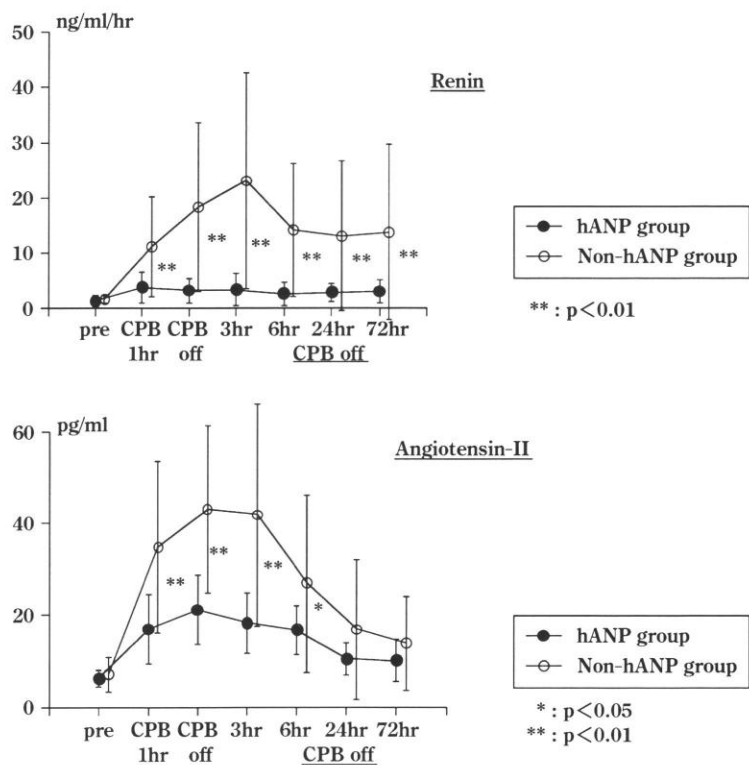 ng/ml/hr
50
40
30
20
10
0
Renin
**
**
**
**
**
**
pre CPB CPB 3hr 6hr 24hr 72hr
1hr off CPB off
hANP group
Non-hANP group
** : p<0.01
pg/ml
60
40
20
0
Angiotensin-II
**
**
**
*
pre CPB CPB 3hr 6hr 24hr 72hr
1hr off CPB off
hANP group
Non-hANP group
* : p<0.05
** : p<0.01